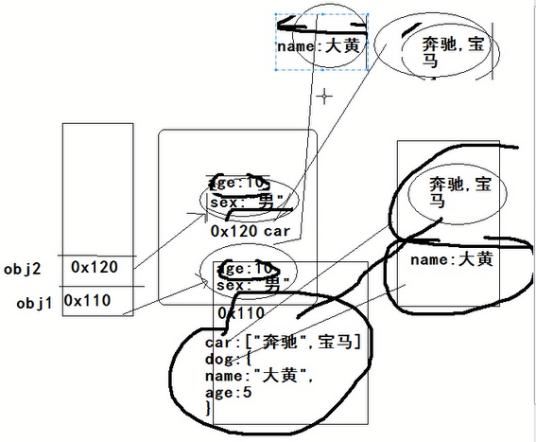 name:大黄
奔驰,宝
马
age:10
sex: "男"
0x120 car
奔驰,宝
马
name:大黄
obj2 0x120
obj1 0x110
age:10
sex: "男"
0x110
car:["奔驰",宝马]
dog:{
name:"大黄",
age:5
}